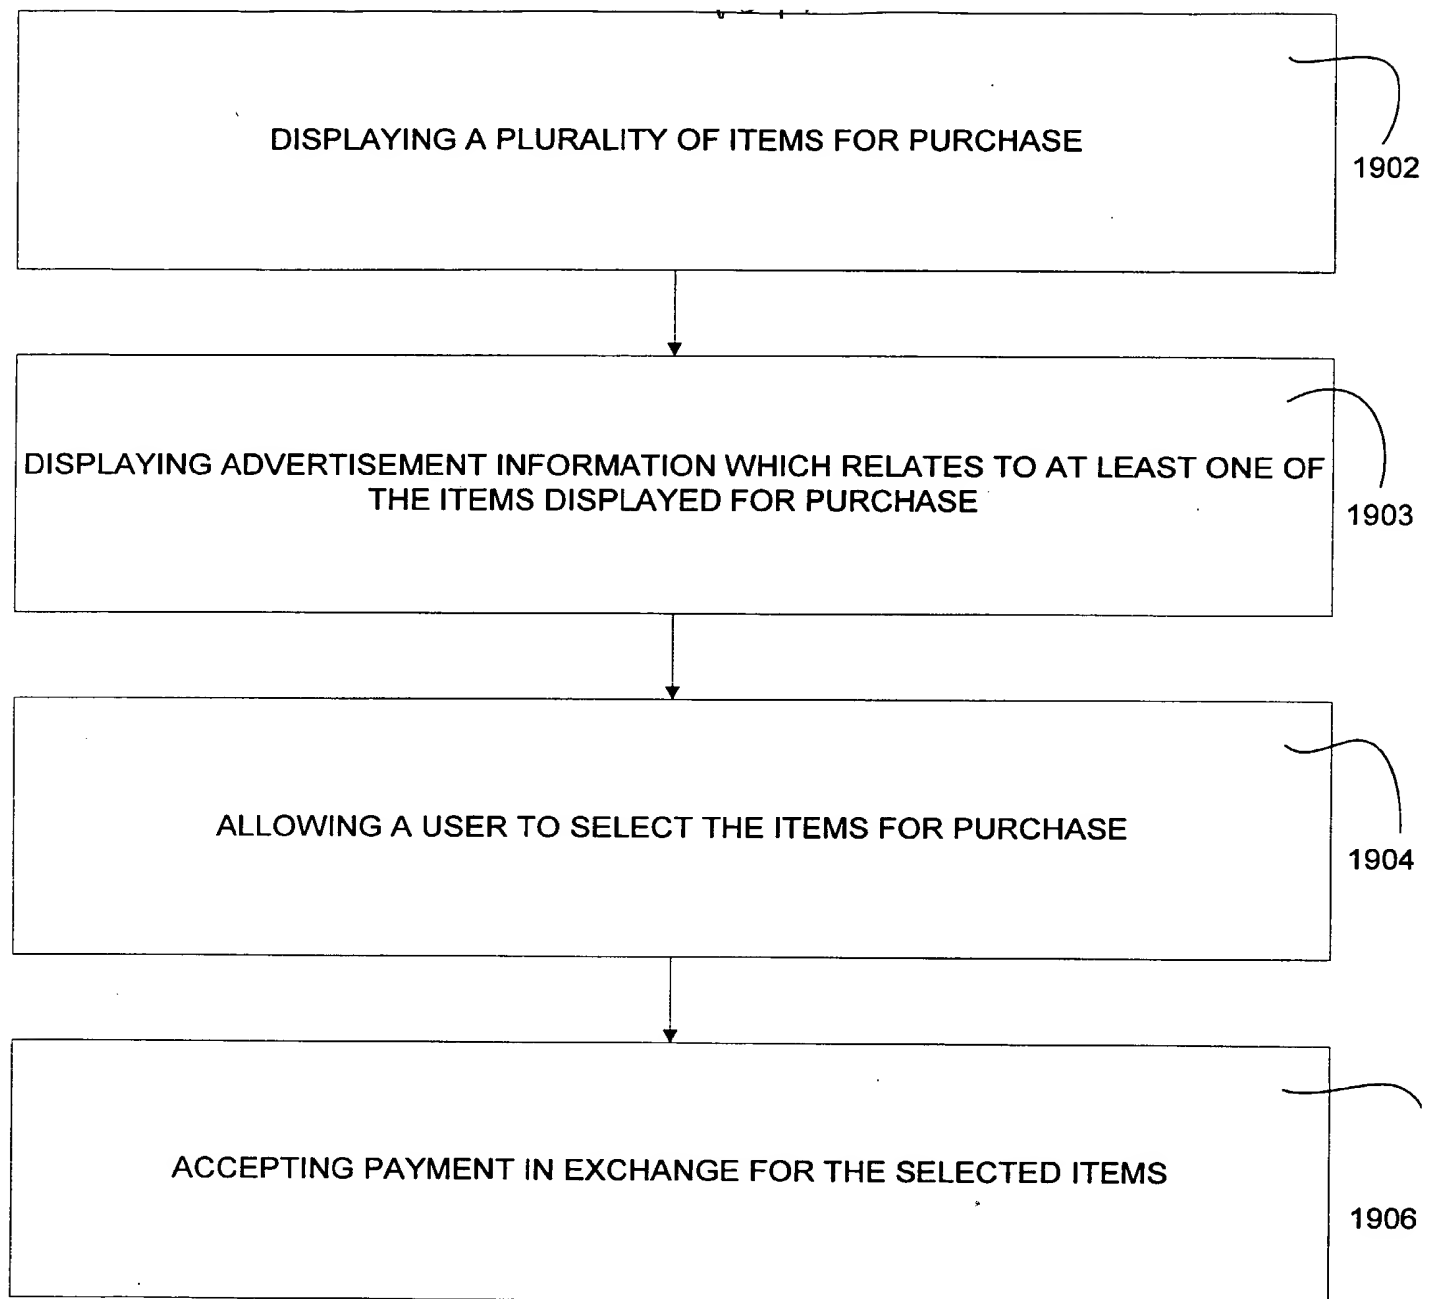 DISPLAYING A PLURALITY OF ITEMS FOR PURCHASE
1902
DISPLAYING ADVERTISEMENT INFORMATION WHICH RELATES TO AT LEAST ONE OF
THE ITEMS DISPLAYED FOR PURCHASE
1903
ALLOWING A USER TO SELECT THE ITEMS FOR PURCHASE
1904
ACCEPTING PAYMENT IN EXCHANGE FOR THE SELECTED ITEMS
1906